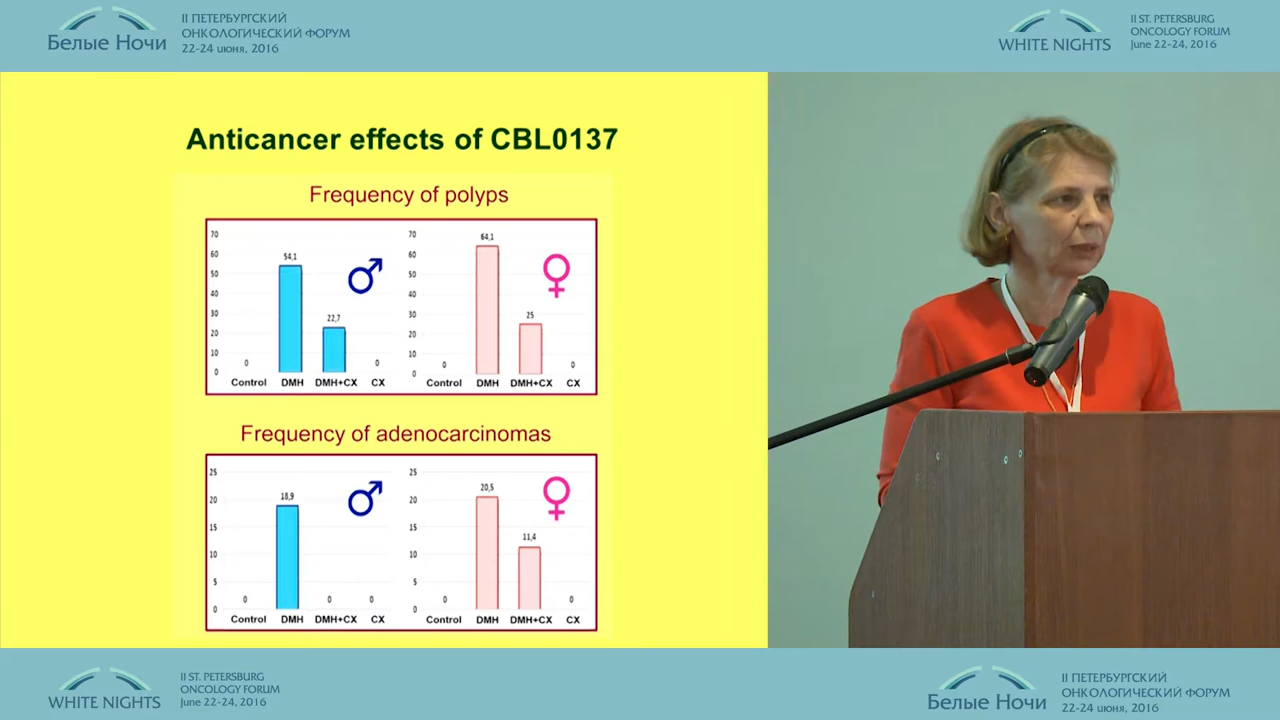 Белые Ночи
II ПЕТЕРБУРГСКИЙ
ОНКОЛОГИЧЕСКИЙ ФОРУМ
22-24 июня, 2016
WHITE NIGHTS
II ST. PETERSBURG
ONCOLOGY FORUM
June 22-24, 2016
Anticancer effects of CBL0137
Frequency of polyps
70
60
50
40
30
20
10
0
0
54,1
22,7
0
Control DMH DMH+CX CX
♂
70
60
50
40
30
20
10
0
0
64,1
25
0
Control DMH DMH+CX CX
♀
Frequency of adenocarcinomas
25
20
15
10
5
0
0
18,9
0
0
Control DMH DMH+CX CX
♂
25
20
15
10
5
0
0
20,5
11,4
0
Control DMH DMH+CX CX
♀
WHITE NIGHTS
II ST. PETERSBURG
ONCOLOGY FORUM
June 22-24, 2016
Белые Ночи
II ПЕТЕРБУРГСКИЙ
ОНКОЛОГИЧЕСКИЙ ФОРУМ
22-24 июня, 2016